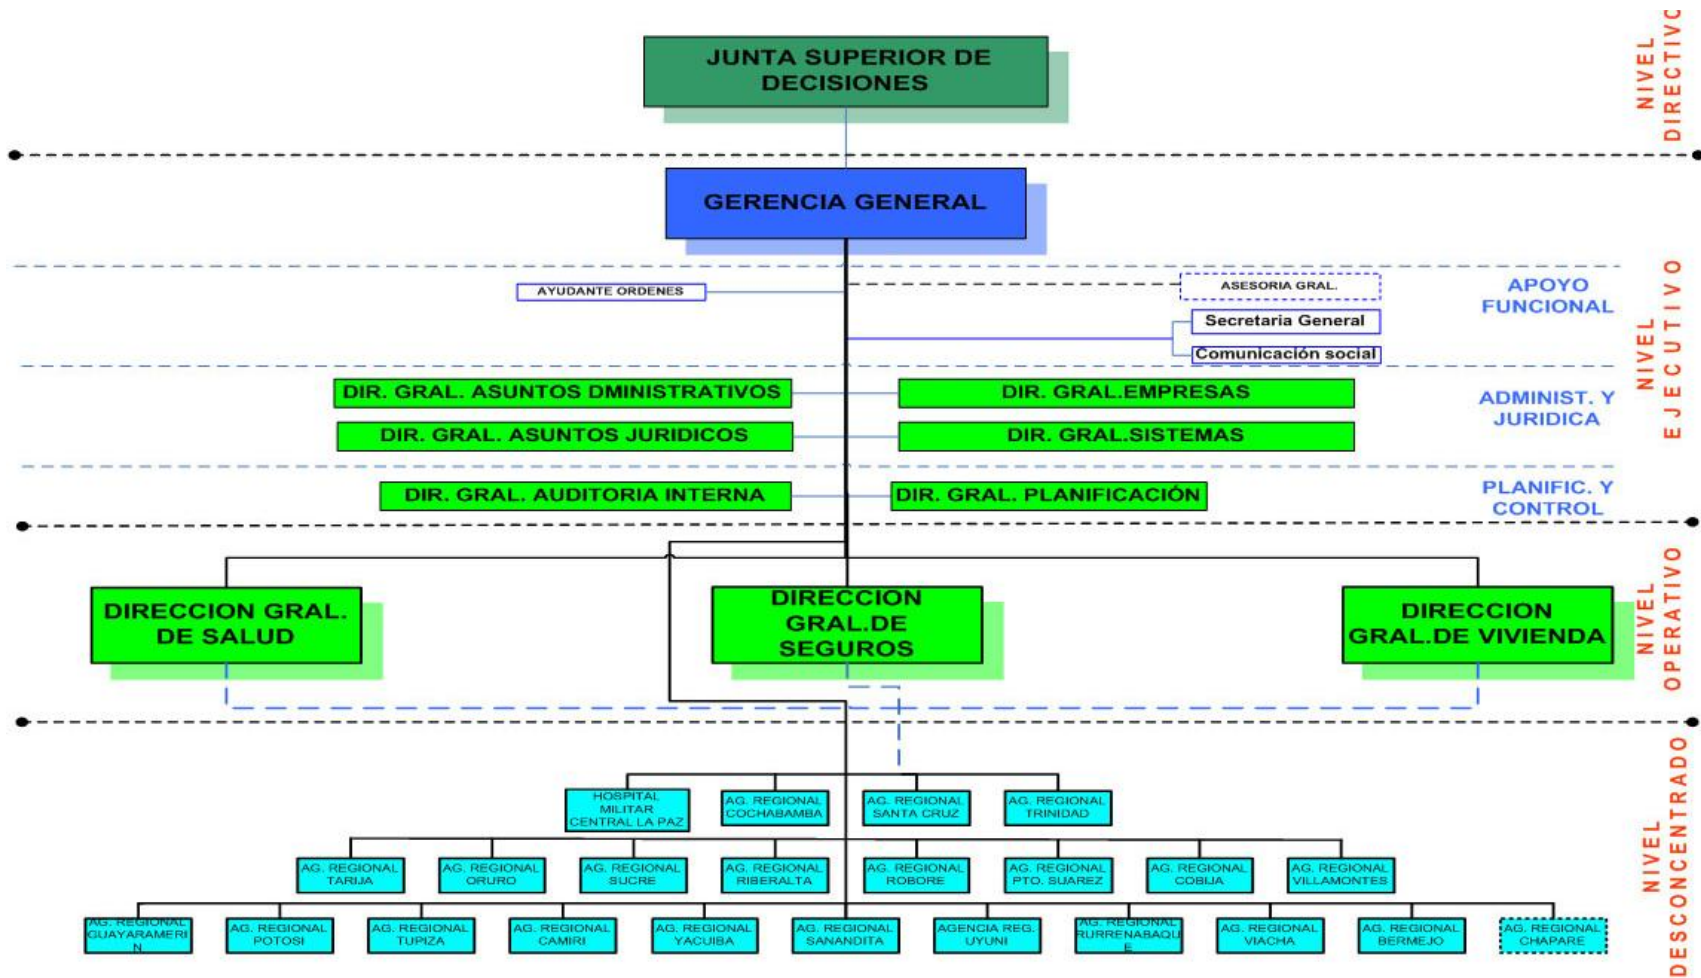 JUNTA SUPERIOR DE
DECISIONES
NIVEL
DIRECTIVO
GERENCIA GENERAL
AYUDANTE ORDENES
ASESORIA GRAL.
Secretaria General
Comunicación social
APOYO
FUNCIONAL
NIVEL
EJECUTIVO
DIR. GRAL. ASUNTOS DMINISTRATIVOS
DIR. GRAL.EMPRESAS
DIR. GRAL. ASUNTOS JURIDICOS
DIR. GRAL.SISTEMAS
ADMINIST. Y
JURIDICA
DIR. GRAL. AUDITORIA INTERNA
DIR. GRAL. PLANIFICACIÓN
PLANIFIC. Y
CONTROL
DIRECCION GRAL.
DE SALUD
DIRECCION
GRAL.DE
SEGUROS
DIRECCION
GRAL.DE VIVIENDA
NIVEL
OPERATIVO
HOSPITAL
MILITAR
CENTRAL LA PAZ
AG. REGIONAL
COCHABAMBA
AG. REGIONAL
SANTA CRUZ
AG. REGIONAL
TRINIDAD
AG. REGIONAL
TARIJA
AG. REGIONAL
ORURO
AG. REGIONAL
SUCRE
AG. REGIONAL
RIBERALTA
AG. REGIONAL
ROBORE
AG. REGIONAL
PTO. SUAREZ
AG. REGIONAL
COBIJA
AG. REGIONAL
VILLAMONTES
AG. REGIONAL
GUAYARAMERI
N
AG. REGIONAL
POTOSI
AG. REGIONAL
TUPIZA
AG. REGIONAL
CAMIRI
AG. REGIONAL
YACUIBA
AG. REGIONAL
SANANDITA
AGENCIA REG.
UYUNI
AG. REGIONAL
RURRENABAQU
E
AG. REGIONAL
VIACHA
AG. REGIONAL
BERMEJO
AG. REGIONAL
CHAPARE
NIVEL
DESCONCENTRADO